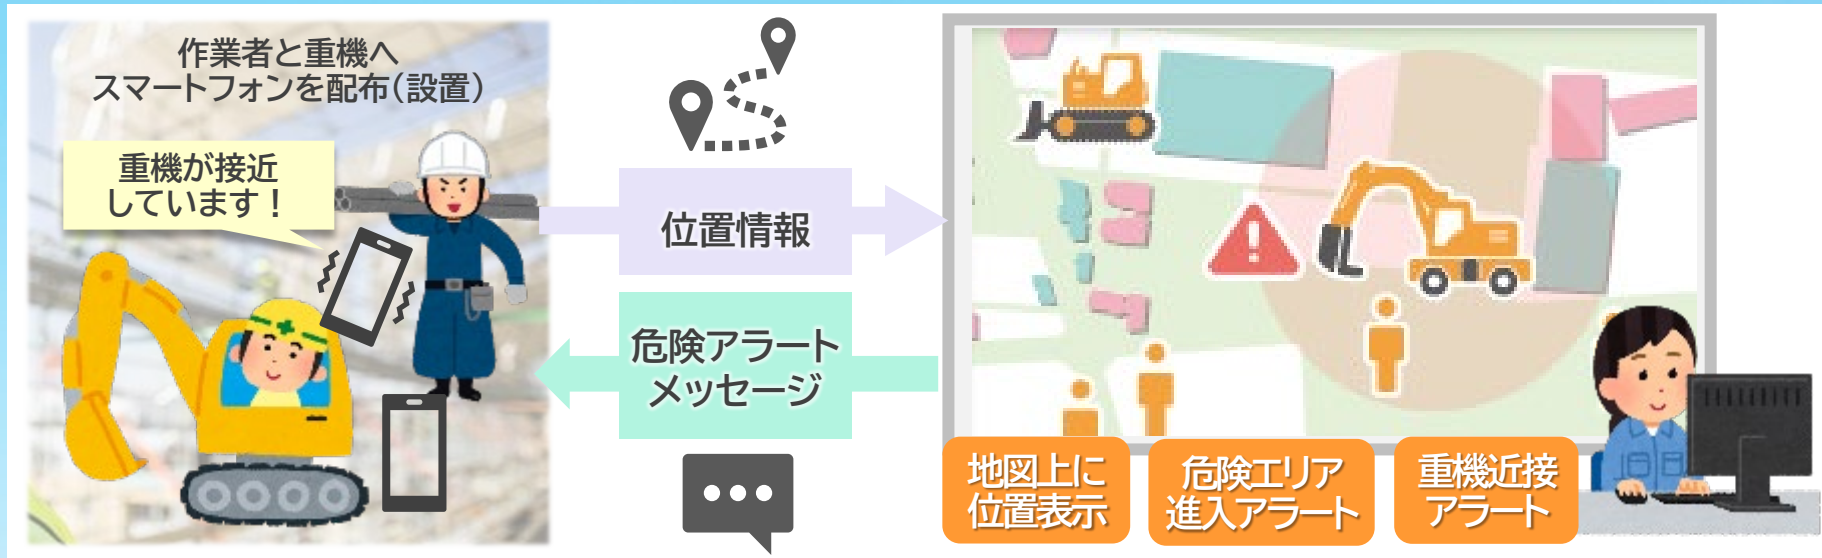 作業者と重機へ
スマートフォンを配布(設置)
重機が接近
しています！
位置情報
危険アラート
メッセージ
地図上に
位置表示
危険エリア
進入アラート
重機近接
アラート